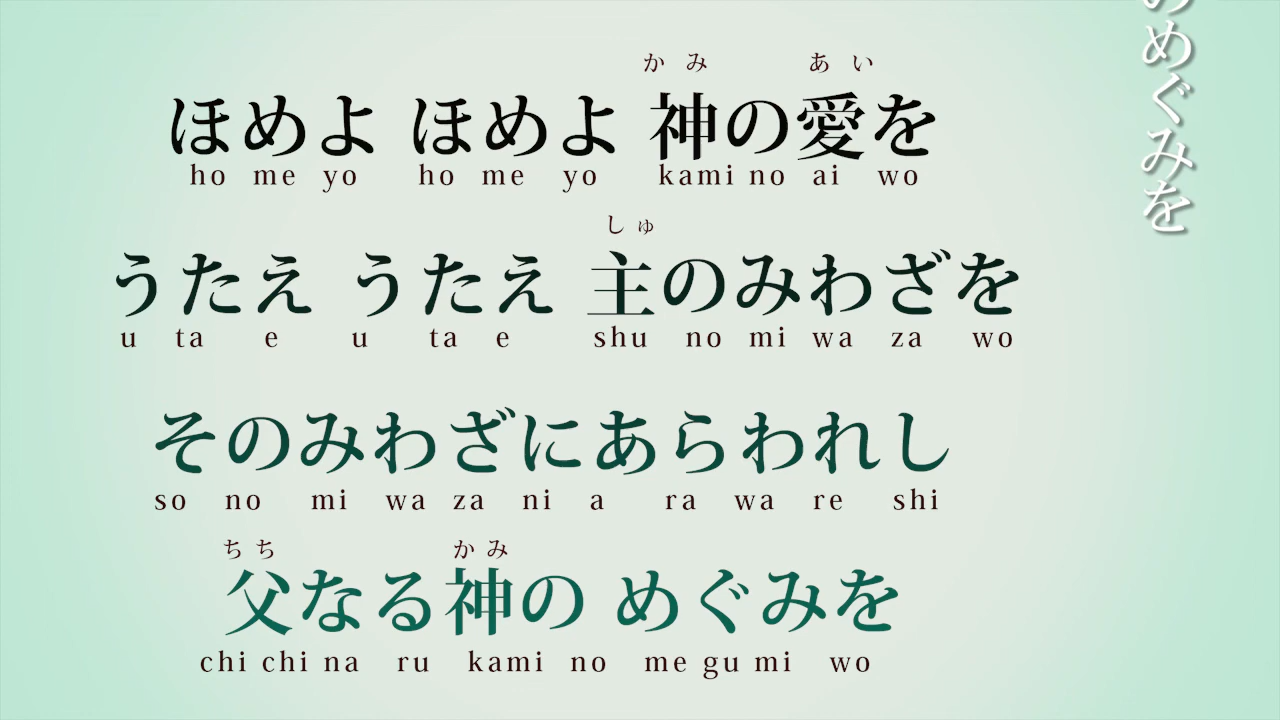 か み あ い
ほめよ ほめよ 神の愛を
ho me yo ho me yo kami no ai wo
し ゅ
うたえ うたえ 主のみわざを
u ta e u ta e shu no mi wa za wo
そのみわざにあらわれし
so no mi wa za ni a ra wa re shi
ち ち か み
父なる神の めぐみを
chi chi na ru kami no me gu mi wo
のめぐみを